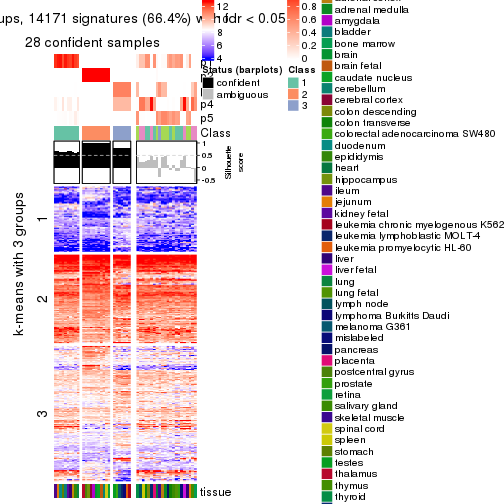 ups, 14171 signatures (66.4%) with fdr < 0.05
28 confident samples
p4
p5
Class
1
0.5
0
-0.5
Silhouette
score
k-means with 3 groups
1
2
3
tissue
12
10
8
6
4
0.8
0.6
0.4
0.2
0
Status (barplots)
confident
ambiguous
Class
1
2
3
adrenal medulla
amygdala
bladder
bone marrow
brain
brain fetal
caudate nucleus
cerebellum
cerebral cortex
colon descending
colon transverse
colorectal adenocarcinoma SW480
duodenum
epididymis
heart
hippocampus
ileum
jejunum
kidney fetal
leukemia chronic myelogenous K562
leukemia lymphoblastic MOLT-4
leukemia promyelocytic HL-60
liver
liver fetal
lung
lung fetal
lymph node
lymphoma Burkitts Daudi
melanoma G361
mislabeled
pancreas
placenta
postcentral gyrus
prostate
retina
salivary gland
skeletal muscle
spinal cord
spleen
stomach
testes
thalamus
thymus
thyroid